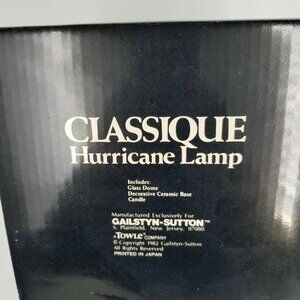 CLASSIQUE
Hurricane Lamp
Includes:
Glass Dome
Decorative Ceramic Base
Candle
Manufactured Exclusively For
GAILSTYN-SUTTON™
S. Plainfield, New Jersey, 07080
A TOWLE COMPANY
© Copyright 1982 Gailstyn-Sutton
All Rights Reserved
PRINTED IN JAPAN